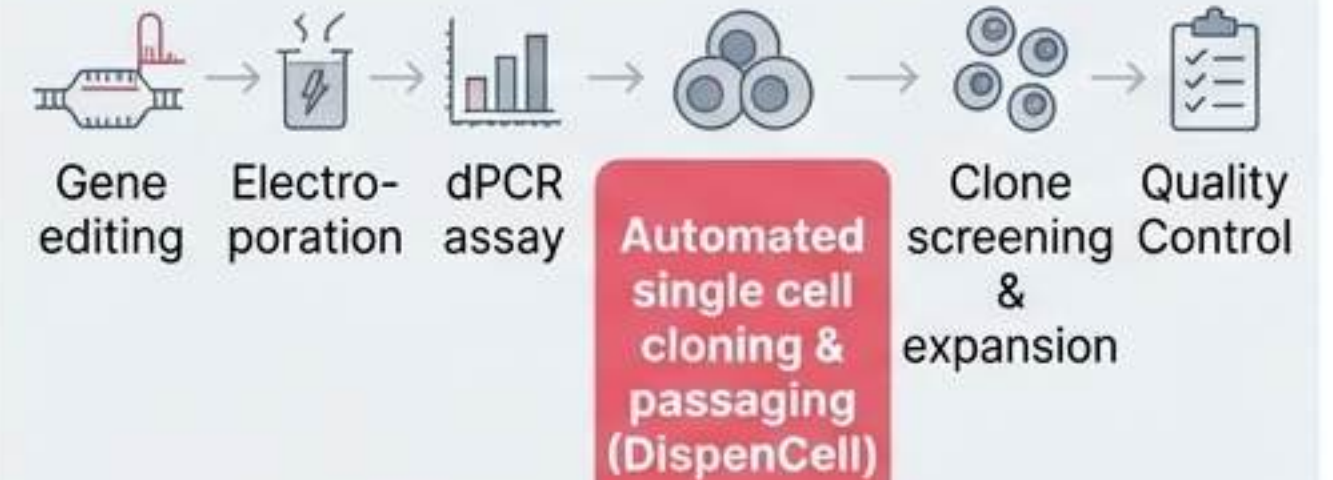 Gene
editing
Electro-
poration
dPCR
assay
Automated
single cell
cloning &
passaging
(DispenCell)
Clone
screening
&
expansion
Quality
Control